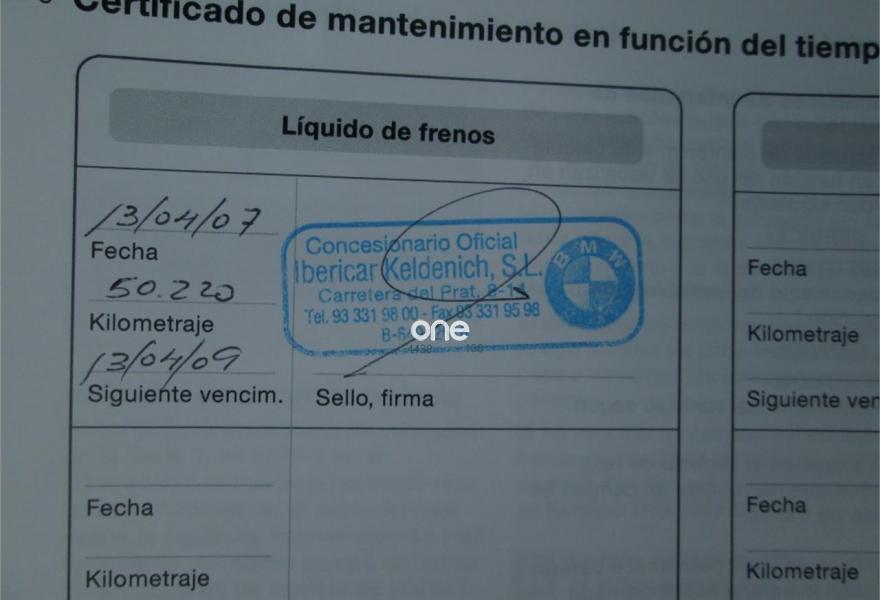 Certificado de mantenimiento en función del tiemp
Líquido de frenos
13/04/07
Fecha
50.220
Kilometraje
13/04/09
Siguiente vencim.
Concesionario Oficial
Ibericar Keldenich, S.L.
Carretera del Prat, 8-14
Tel. 93 331 98 00 - Fax 93 331 95 98
BMW
one
Sello, firma
Fecha
Kilometraje
Fecha
Kilometraje
Siguiente ven
Fecha
Kilometraje